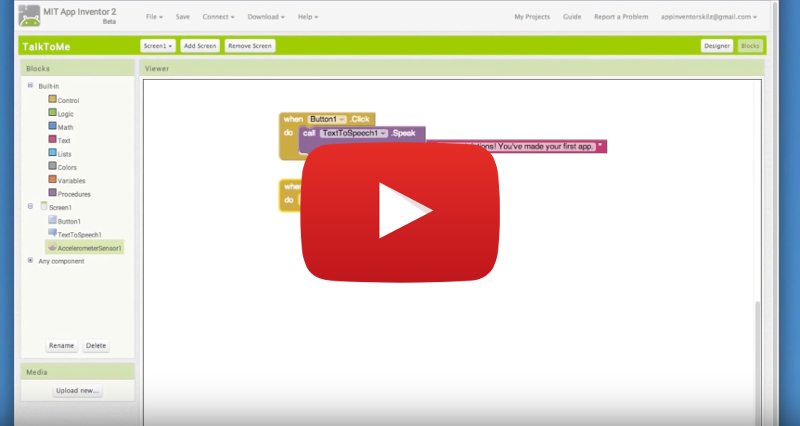 MIT App Inventor 2
Beta
File Save Connect Download Help
My Projects Guide Report a Problem appinventorskilz@gmail.com
TalkToMe
Screen1 Add Screen Remove Screen
Designer Blocks
Blocks
Viewer
Built-in
Control
Logic
Math
Text
Lists
Colors
Variables
Procedures
Screen1
Button1
TextToSpeech1
AccelerometerSensor1
Any component
Rename Delete
Media
Upload new...
when Button1 .Click
do call TextToSpeech1 .Speak
You've made your first app. "
when
do